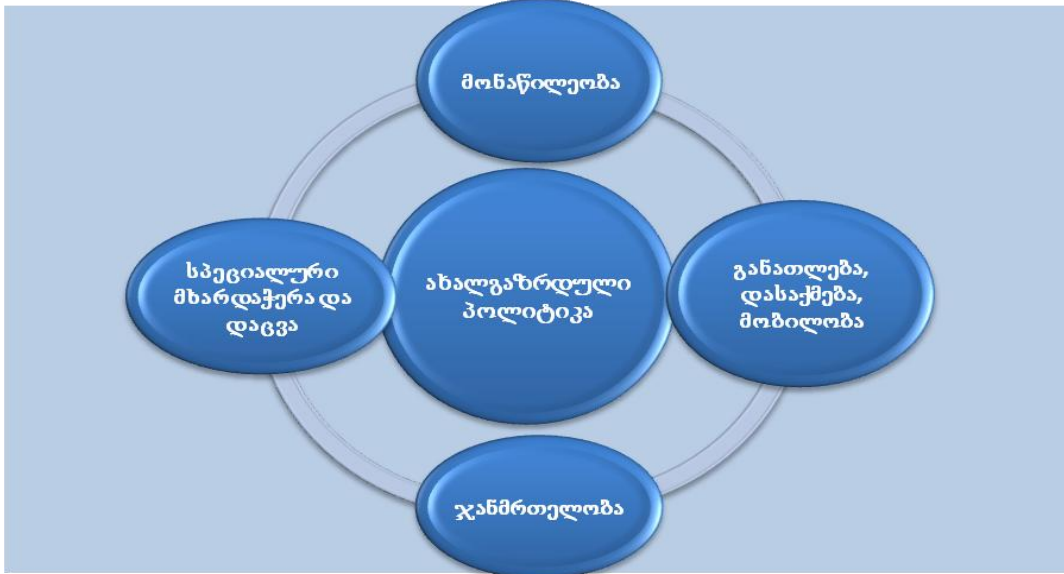 მონაწილეობა
სპეციალური
მხარდაჭერა და
დაცვა
ახალგაზრდული
პოლიტიკა
განათლება,
დასაქმება,
მობილობა
ჯანმრთელობა